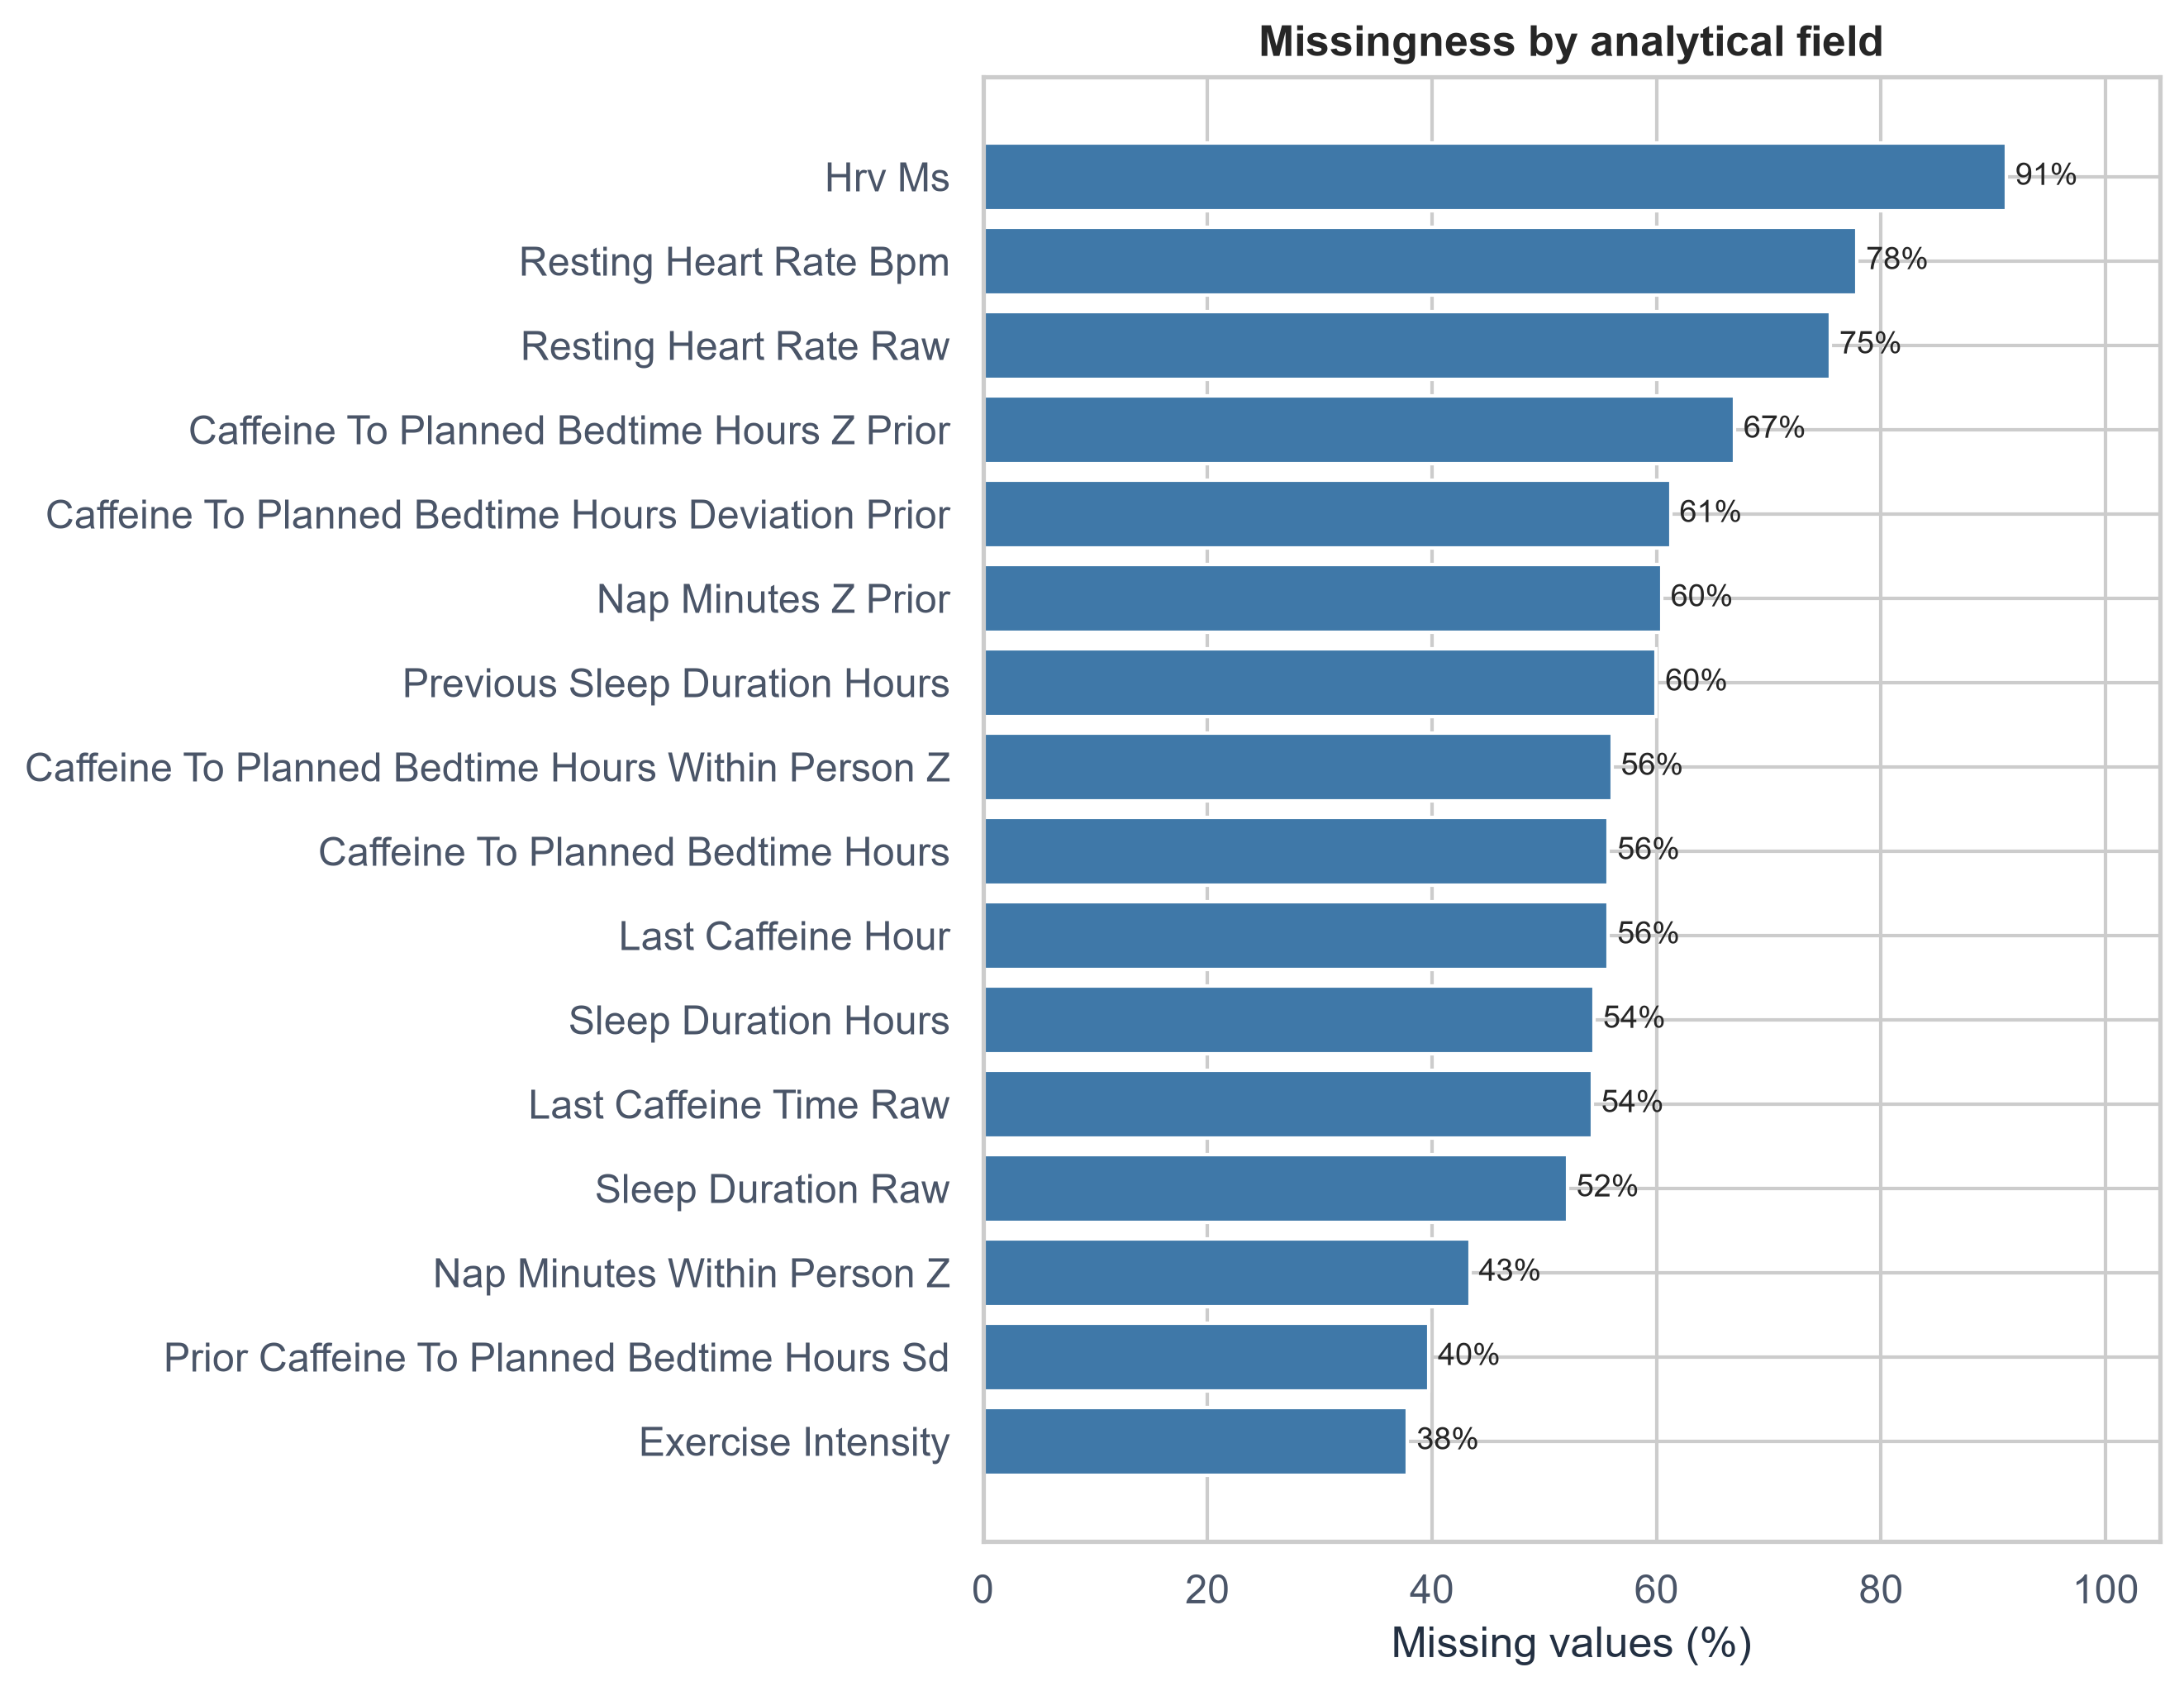 Missingness by analytical field
Hrv Ms 91%
Resting Heart Rate Bpm 78%
Resting Heart Rate Raw 75%
Caffeine To Planned Bedtime Hours Z Prior 67%
Caffeine To Planned Bedtime Hours Deviation Prior 61%
Nap Minutes Z Prior 60%
Previous Sleep Duration Hours 60%
Caffeine To Planned Bedtime Hours Within Person Z 56%
Caffeine To Planned Bedtime Hours 56%
Last Caffeine Hour 56%
Sleep Duration Hours 54%
Last Caffeine Time Raw 54%
Sleep Duration Raw 52%
Nap Minutes Within Person Z 43%
Prior Caffeine To Planned Bedtime Hours Sd 40%
Exercise Intensity 38%
0 20 40 60 80 100
Missing values (%)